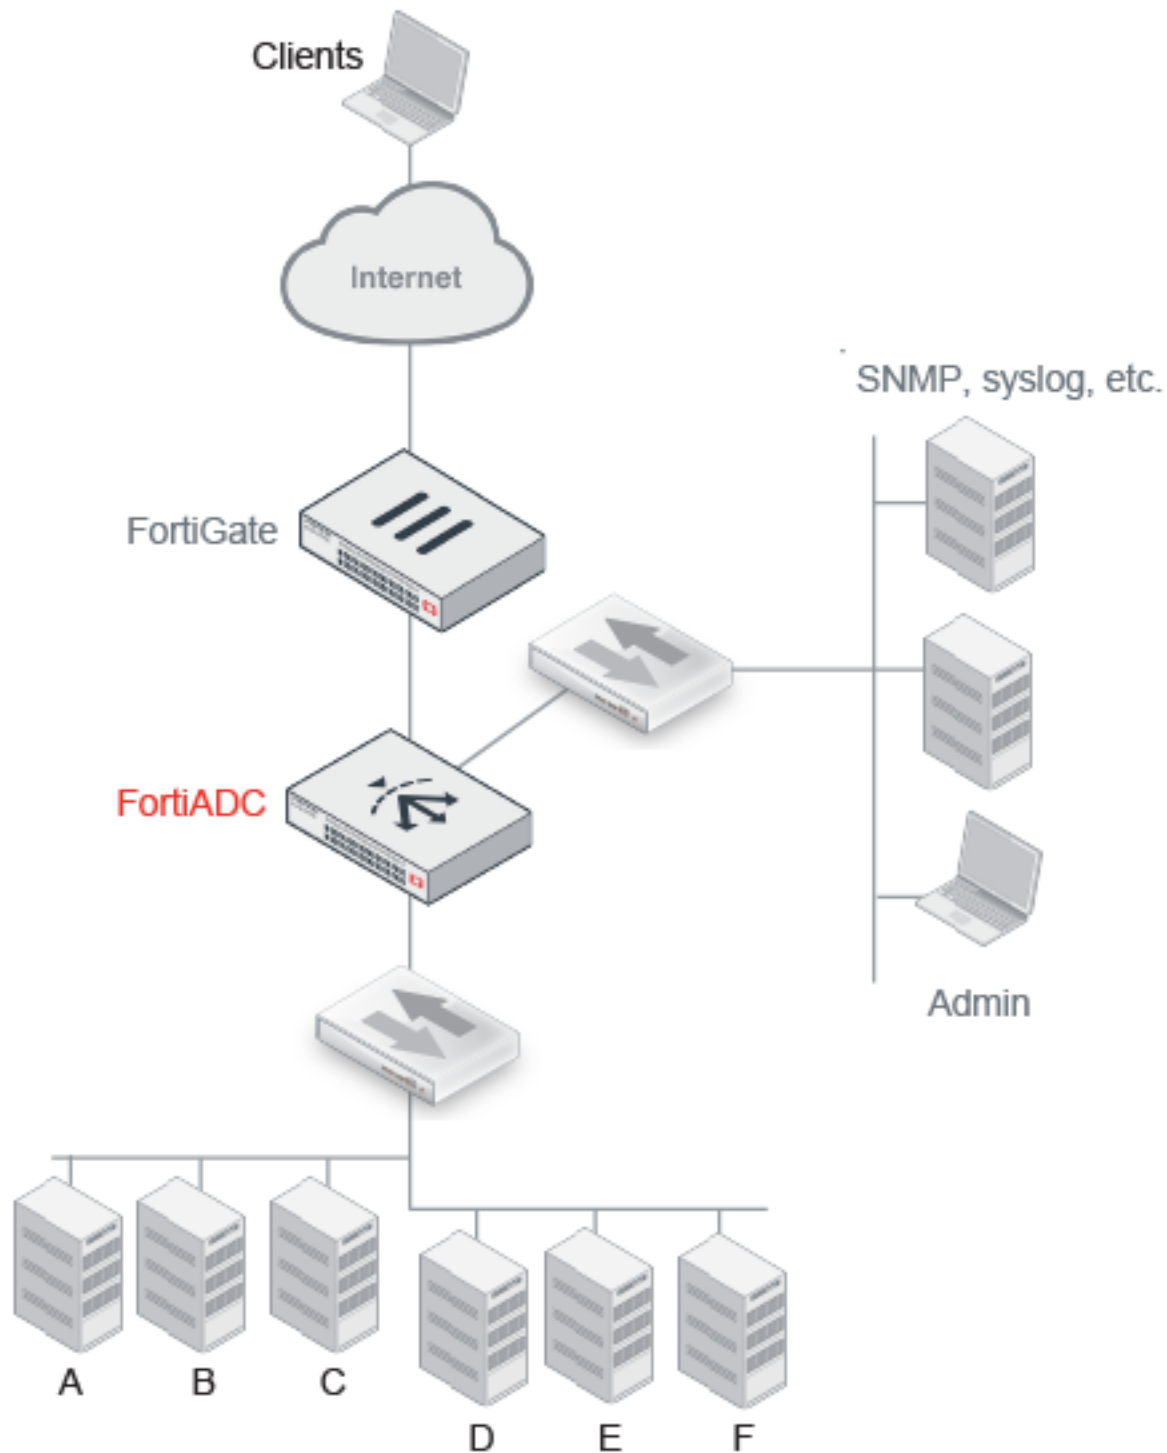 Clients
Internet
SNMP, syslog, etc.
FortiGate
FortiADC
Admin
A
B
C
D
E
F